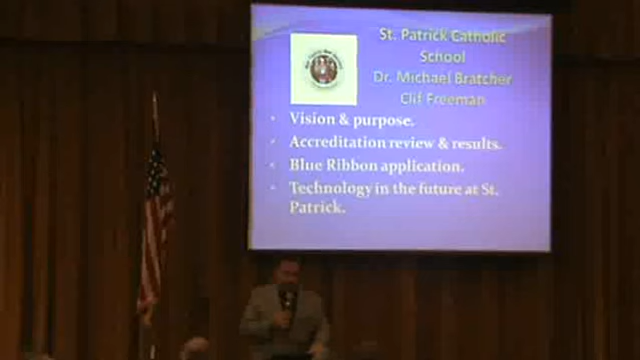 St. Patrick Catholic
School
Dr. Michael Bratcher
Clif Freeman
• Vision & purpose.
• Accreditation review & results.
• Blue Ribbon application.
• Technology in the future at St.
Patrick.